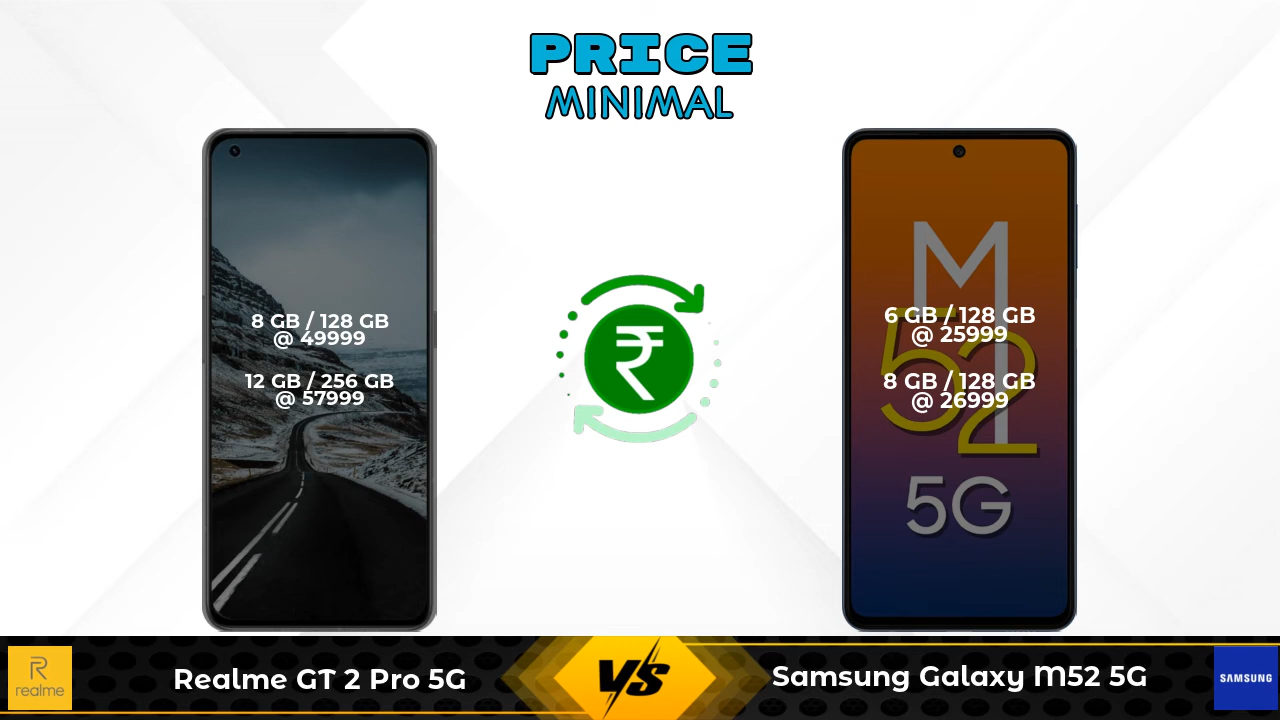 PRICE
MINIMAL
8 GB / 128 GB
@ 49999
12 GB / 256 GB
@ 57999
₹
M
52
5G
6 GB / 128 GB
@ 25999
8 GB / 128 GB
@ 26999
R
realme
Realme GT 2 Pro 5G
VS
Samsung Galaxy M52 5G
SAMSUNG